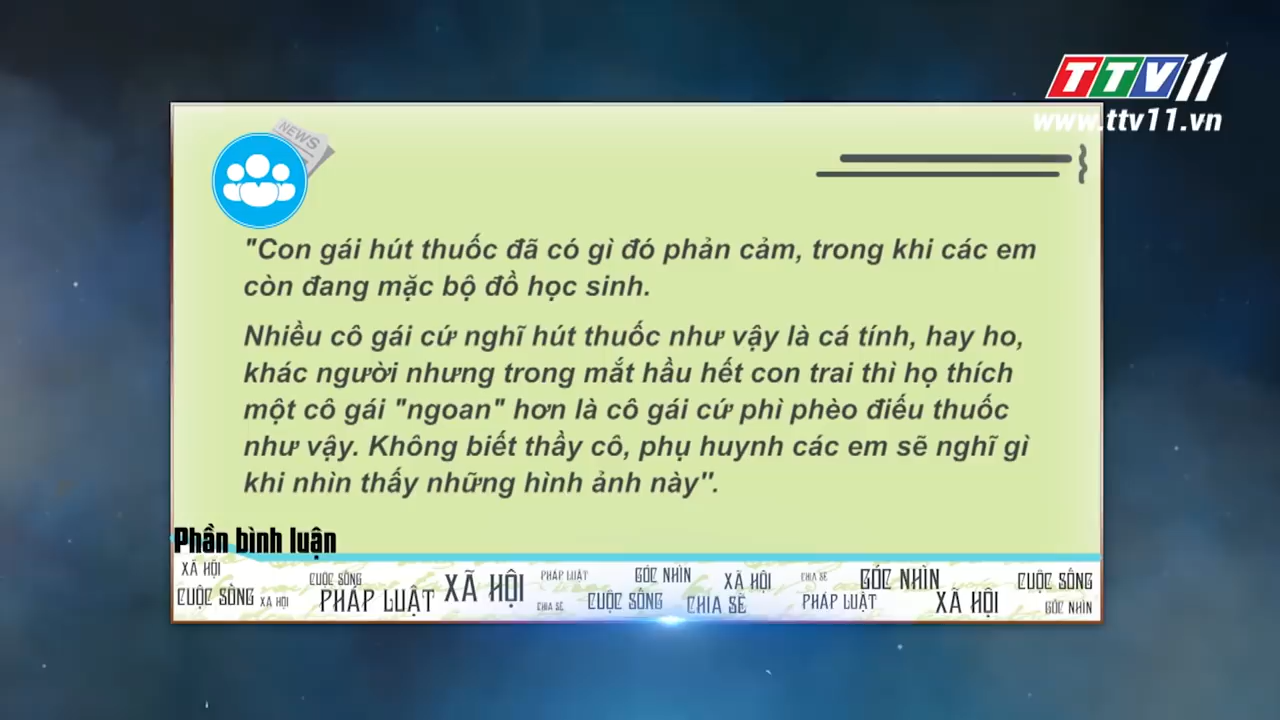 TTV11
www.ttv11.vn
NEWS
"Con gái hút thuốc đã có gì đó phản cảm, trong khi các em
còn đang mặc bộ đồ học sinh.
Nhiều cô gái cứ nghĩ hút thuốc như vậy là cá tính, hay ho,
khác người nhưng trong mắt hầu hết con trai thì họ thích
một cô gái "ngoan" hơn là cô gái cứ phì phèo điếu thuốc
như vậy. Không biết thầy cô, phụ huynh các em sẽ nghĩ gì
khi nhìn thấy những hình ảnh này".
Phần bình luận
XÃ HỘI
CUỘC SỐNG
XÃ HỘI
CUỘC SỐNG
PHÁP LUẬT
XÃ HỘI
PHÁP LUẬT
CHIA SẺ
GÓC NHÌN
CUỘC SỐNG
XÃ HỘI
CHIA SẺ
CHIA SẺ
PHÁP LUẬT
GÓC NHÌN
XÃ HỘI
CUỘC SỐNG
GÓC NHÌN